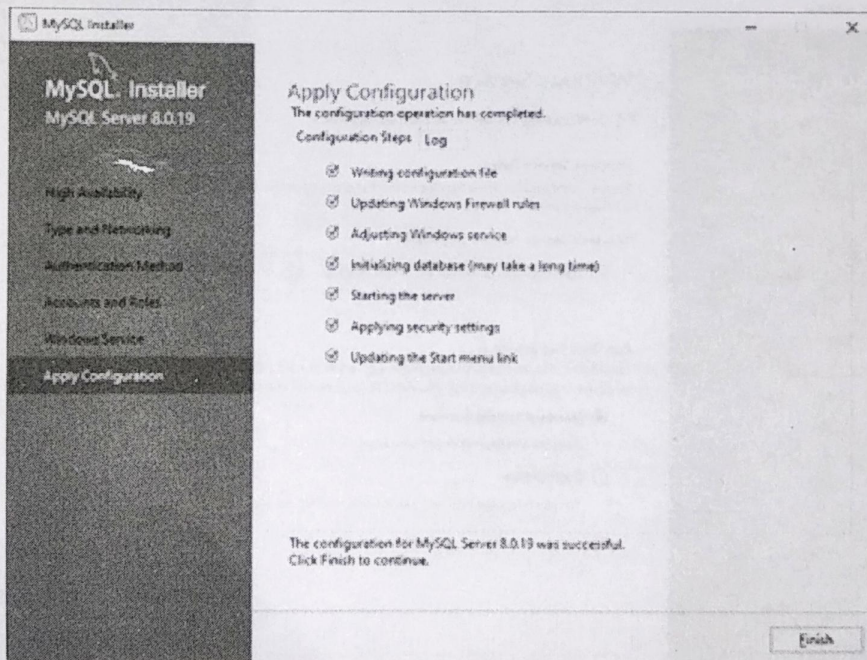 MySQL Installer
MySQL. Installer
MySQL Server 8.0.19
High Availability
Type and Networking
Authentication Method
Accounts and Roles
Windows Service
Apply Configuration
Apply Configuration
The configuration operation has completed.
Configuration Steps Log
Writing configuration file
Updating Windows Firewall rules
Adjusting Windows service
Initializing database (may take a long time)
Starting the server
Applying security settings
Updating the Start menu link
The configuration for MySQL Server 8.0.19 was successful.
Click Finish to continue.
Finish